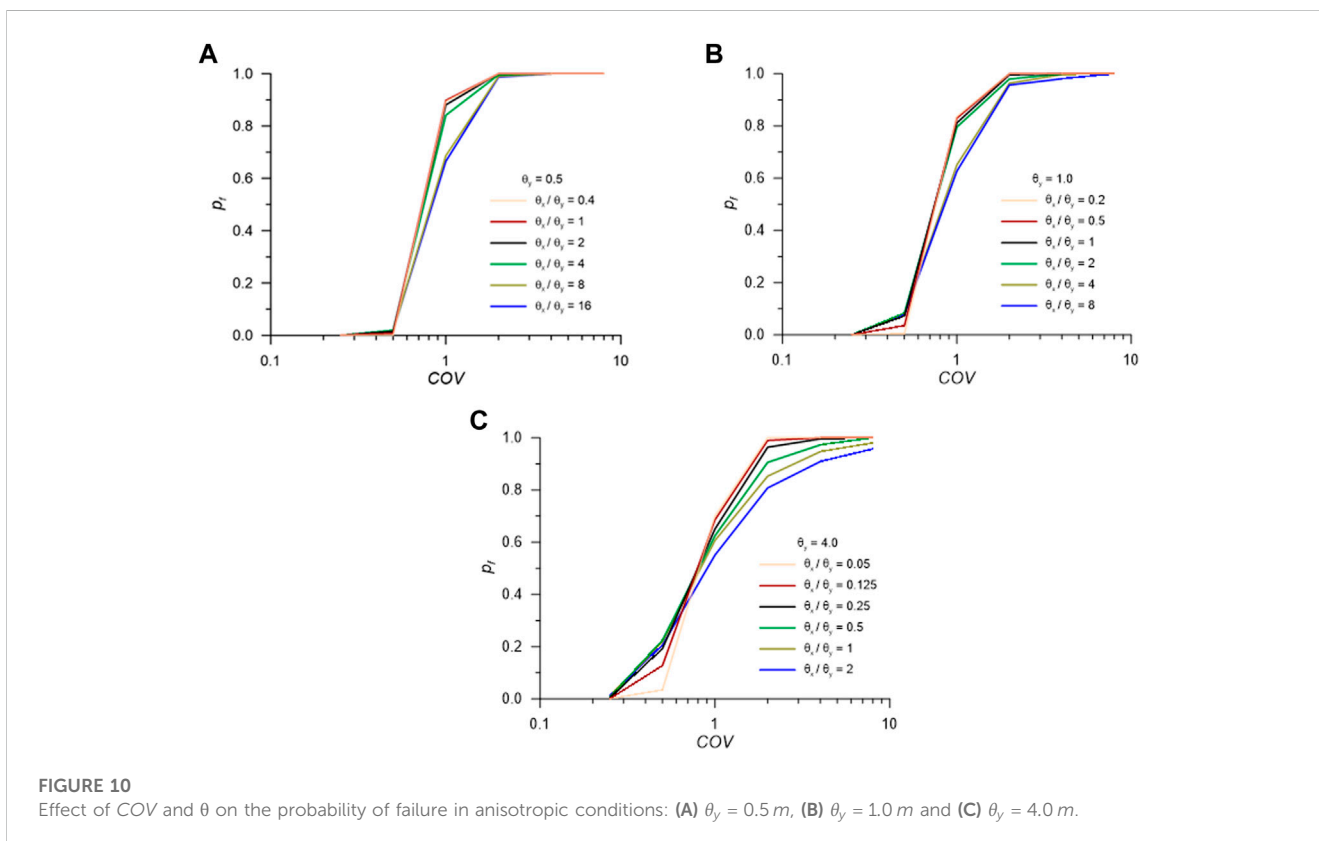 A
1.0
0.8
0.6
0.4
0.2
0.0
p_f
0.1
1
10
COV
θ_y = 0.5
θ_x / θ_y = 0.4
θ_x / θ_y = 1
θ_x / θ_y = 2
θ_x / θ_y = 4
θ_x / θ_y = 8
θ_x / θ_y = 16
B
1.0
0.8
0.6
0.4
0.2
0.0
p_f
0.1
1
10
COV
θ_y = 1.0
θ_x / θ_y = 0.2
θ_x / θ_y = 0.5
θ_x / θ_y = 1
θ_x / θ_y = 2
θ_x / θ_y = 4
θ_x / θ_y = 8
C
1.0
0.8
0.6
0.4
0.2
0.0
p_f
0.1
1
10
COV
θ_y = 4.0
θ_x / θ_y = 0.05
θ_x / θ_y = 0.125
θ_x / θ_y = 0.25
θ_x / θ_y = 0.5
θ_x / θ_y = 1
θ_x / θ_y = 2
FIGURE 10
Effect of COV and θ on the probability of failure in anisotropic conditions: (A) θ_y = 0.5 m, (B) θ_y = 1.0 m and (C) θ_y = 4.0 m.